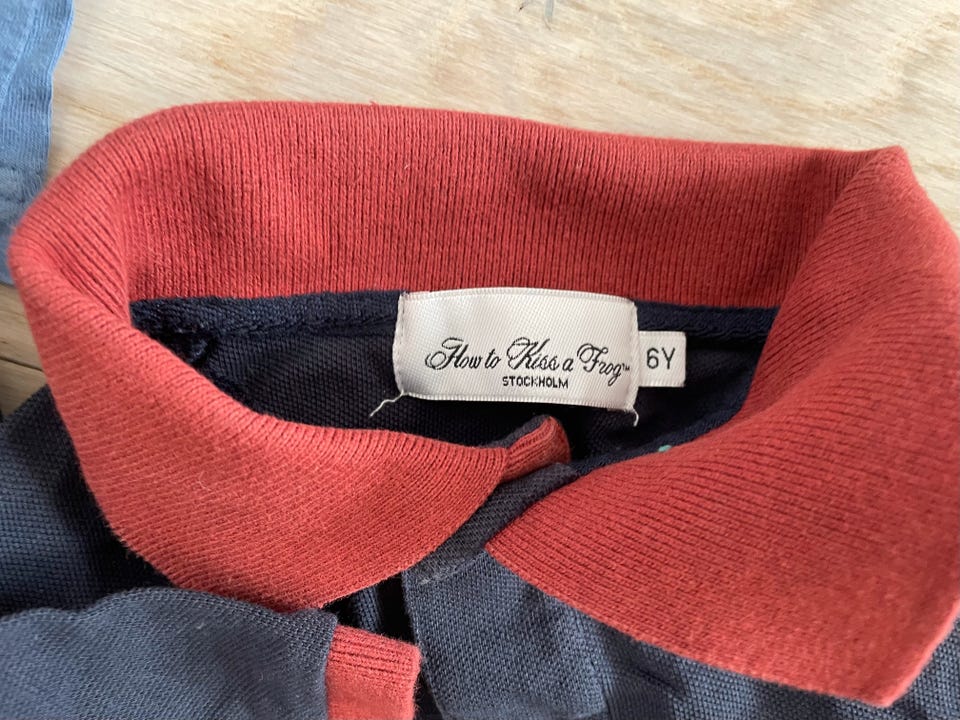 How to Kiss a Frog™
STOCKHOLM
6Y